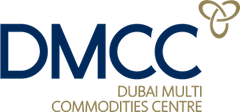 DMCC
DUBAI MULTI
COMMODITIES CENTRE